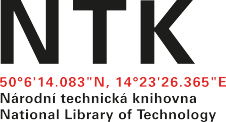 NTK
50°6'14.083"N, 14°23'26.365"E
Národní technická knihovna
National Library of Technology